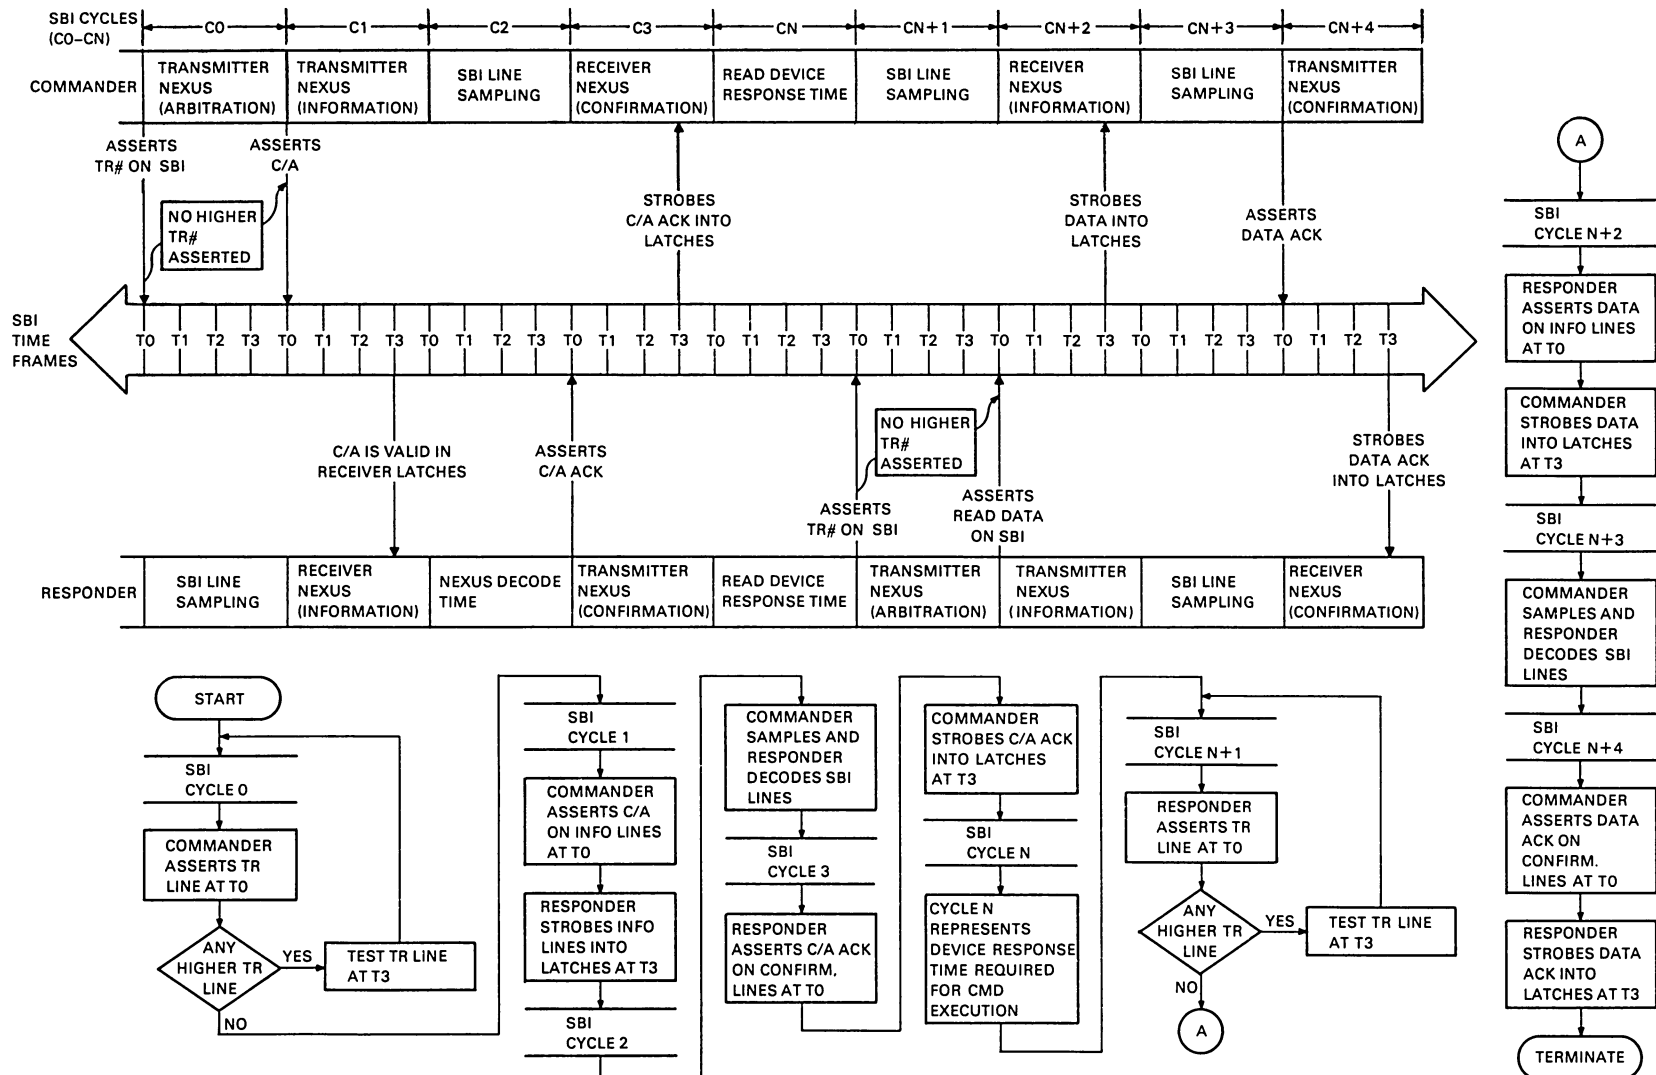 SBI CYCLES
(C0-CN)
C0
C1
C2
C3
CN
CN+1
CN+2
CN+3
CN+4
COMMANDER
TRANSMITTER
NEXUS
(ARBITRATION)
TRANSMITTER
NEXUS
(INFORMATION)
SBI LINE
SAMPLING
RECEIVER
NEXUS
(CONFIRMATION)
READ DEVICE
RESPONSE TIME
SBI LINE
SAMPLING
RECEIVER
NEXUS
(INFORMATION)
SBI LINE
SAMPLING
TRANSMITTER
NEXUS
(CONFIRMATION)
ASSERTS
TR# ON SBI
ASSERTS
C/A
NO HIGHER
TR#
ASSERTED
STROBES
C/A ACK INTO
LATCHES
STROBES
DATA INTO
LATCHES
ASSERTS
DATA ACK
SBI
TIME
FRAMES
T0 T1 T2 T3 T0 T1 T2 T3 T0 T1 T2 T3 T0 T1 T2 T3 T0 T1 T2 T3 T0 T1 T2 T3 T0 T1 T2 T3 T0 T1 T2 T3 T0 T1 T2 T3
C/A IS VALID IN
RECEIVER LATCHES
ASSERTS
C/A ACK
NO HIGHER
TR#
ASSERTED
ASSERTS
TR# ON SBI
ASSERTS
READ DATA
ON SBI
STROBES
DATA ACK
INTO LATCHES
RESPONDER
SBI LINE
SAMPLING
RECEIVER
NEXUS
(INFORMATION)
NEXUS DECODE
TIME
TRANSMITTER
NEXUS
(CONFIRMATION)
READ DEVICE
RESPONSE TIME
TRANSMITTER
NEXUS
(ARBITRATION)
TRANSMITTER
NEXUS
(INFORMATION)
SBI LINE
SAMPLING
RECEIVER
NEXUS
(CONFIRMATION)
START
SBI
CYCLE 0
COMMANDER
ASSERTS TR
LINE AT T0
ANY
HIGHER TR
LINE
YES
TEST TR LINE
AT T3
NO
SBI
CYCLE 1
COMMANDER
ASSERTS C/A
ON INFO LINES
AT T0
RESPONDER
STROBES INFO
LINES INTO
LATCHES AT T3
SBI
CYCLE 2
COMMANDER
SAMPLES AND
RESPONDER
DECODES SBI
LINES
SBI
CYCLE 3
RESPONDER
ASSERTS C/A ACK
ON CONFIRM,
LINES AT T0
COMMANDER
STROBES C/A ACK
INTO LATCHES
AT T3
SBI
CYCLE N
CYCLE N
REPRESENTS
DEVICE RESPONSE
TIME REQUIRED
FOR CMD
EXECUTION
SBI
CYCLE N+1
RESPONDER
ASSERTS TR
LINE AT T0
ANY
HIGHER TR
LINE
YES
TEST TR LINE
AT T3
NO
A
A
SBI
CYCLE N+2
RESPONDER
ASSERTS DATA
ON INFO LINES
AT T0
COMMANDER
STROBES DATA
INTO LATCHES
AT T3
SBI
CYCLE N+3
COMMANDER
SAMPLES AND
RESPONDER
DECODES SBI
LINES
SBI
CYCLE N+4
COMMANDER
ASSERTS DATA
ACK ON
CONFIRM.
LINES AT T0
RESPONDER
STROBES DATA
ACK INTO
LATCHES AT T3
TERMINATE